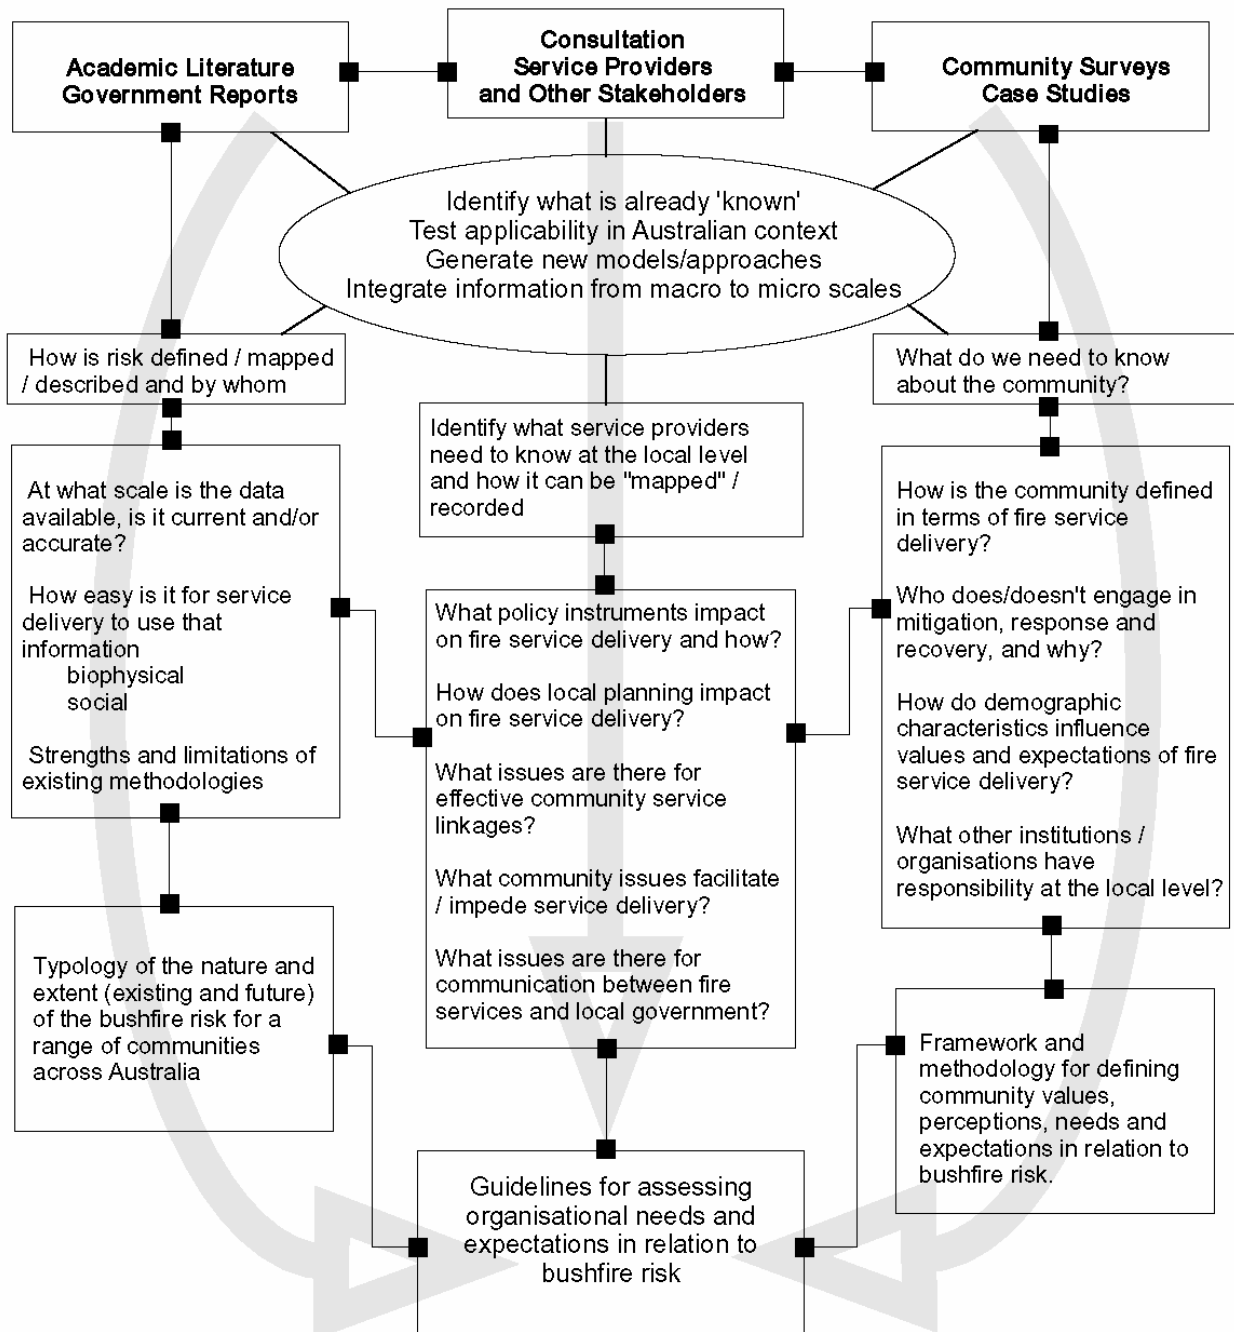 Academic Literature
Government Reports
Consultation
Service Providers
and Other Stakeholders
Community Surveys
Case Studies
Identify what is already 'known'
Test applicability in Australian context
Generate new models/approaches
Integrate information from macro to micro scales
How is risk defined / mapped
/ described and by whom
At what scale is the data
available, is it current and/or
accurate?
How easy is it for service
delivery to use that
information
biophysical
social
Strengths and limitations of
existing methodologies
Typology of the nature and
extent (existing and future)
of the bushfire risk for a
range of communities
across Australia
Identify what service providers
need to know at the local level
and how it can be "mapped" /
recorded
What policy instruments impact
on fire service delivery and how?
How does local planning impact
on fire service delivery?
What issues are there for
effective community service
linkages?
What community issues facilitate
/ impede service delivery?
What issues are there for
communication between fire
services and local government?
What do we need to know
about the community?
How is the community defined
in terms of fire service
delivery?
Who does/doesn't engage in
mitigation, response and
recovery, and why?
How do demographic
characteristics influence
values and expectations of fire
service delivery?
What other institutions /
organisations have
responsibility at the local level?
Framework and
methodology for defining
community values,
perceptions, needs and
expectations in relation to
bushfire risk.
Guidelines for assessing
organisational needs and
expectations in relation to
bushfire risk